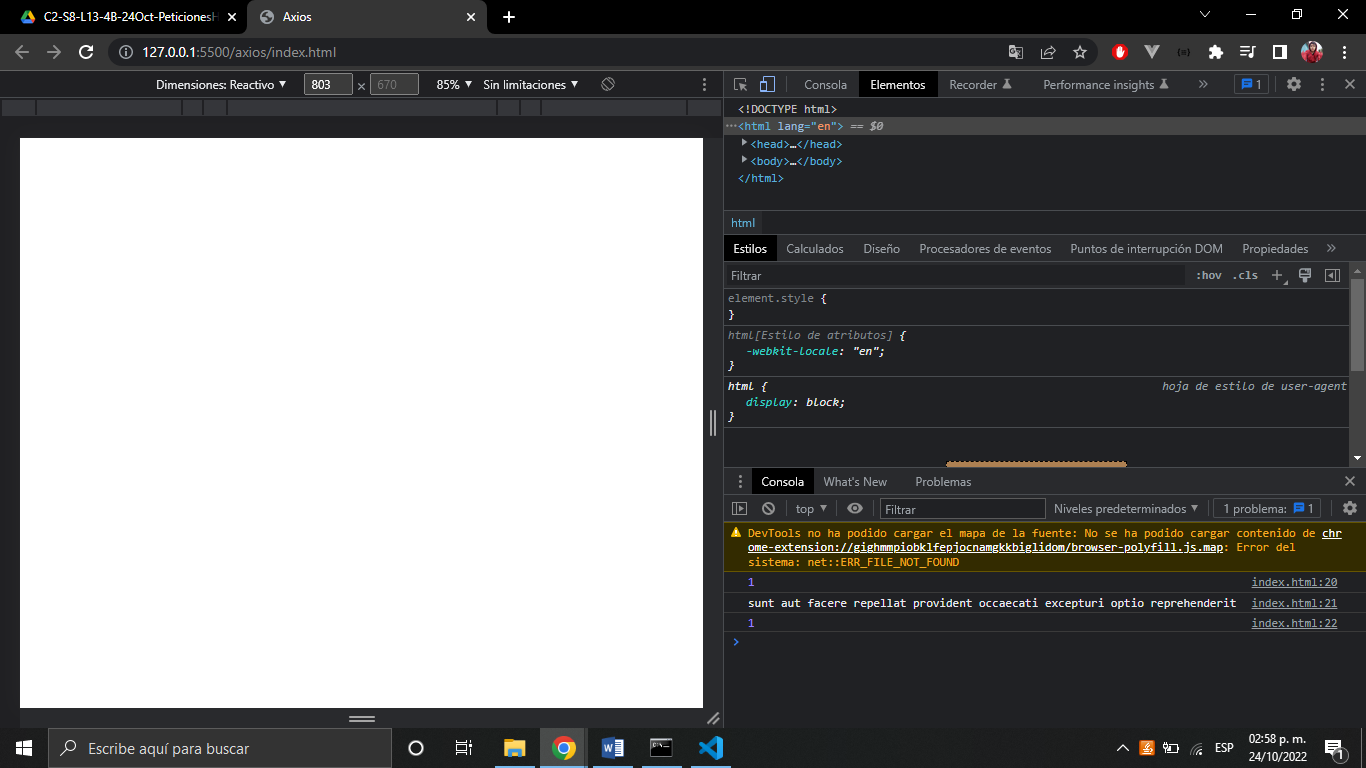 C2-S8-L13-4B-24Oct-PeticionesH
Axios
127.0.0.1:5500/axios/index.html
Dimensiones: Reactivo ▼ 803 × 670 85% ▼ Sin limitaciones ▼
Consola Elementos Recorder Performance insights » 1
<!DOCTYPE html>
⋯<html lang="en"> == $0
<head>…</head>
<body>…</body>
</html>
html
Estilos Calculados Diseño Procesadores de eventos Puntos de interrupción DOM Propiedades »
Filtrar :hov .cls +
element.style {
}
html[Estilo de atributos] {
-webkit-locale: "en";
}
html { hoja de estilo de user-agent
display: block;
}
Consola What's New Problemas
top ▼ Filtrar Niveles predeterminados ▼ 1 problema: 1
DevTools no ha podido cargar el mapa de la fuente: No se ha podido cargar contenido de chr
ome-extension://gighmmpiobklfepjocnamgkkbiglidom/browser-polyfill.js.map: Error del
sistema: net::ERR_FILE_NOT_FOUND
1 index.html:20
sunt aut facere repellat provident occaecati excepturi optio reprehenderit index.html:21
1 index.html:22
Escribe aquí para buscar
ESP
02:58 p. m.
24/10/2022
1